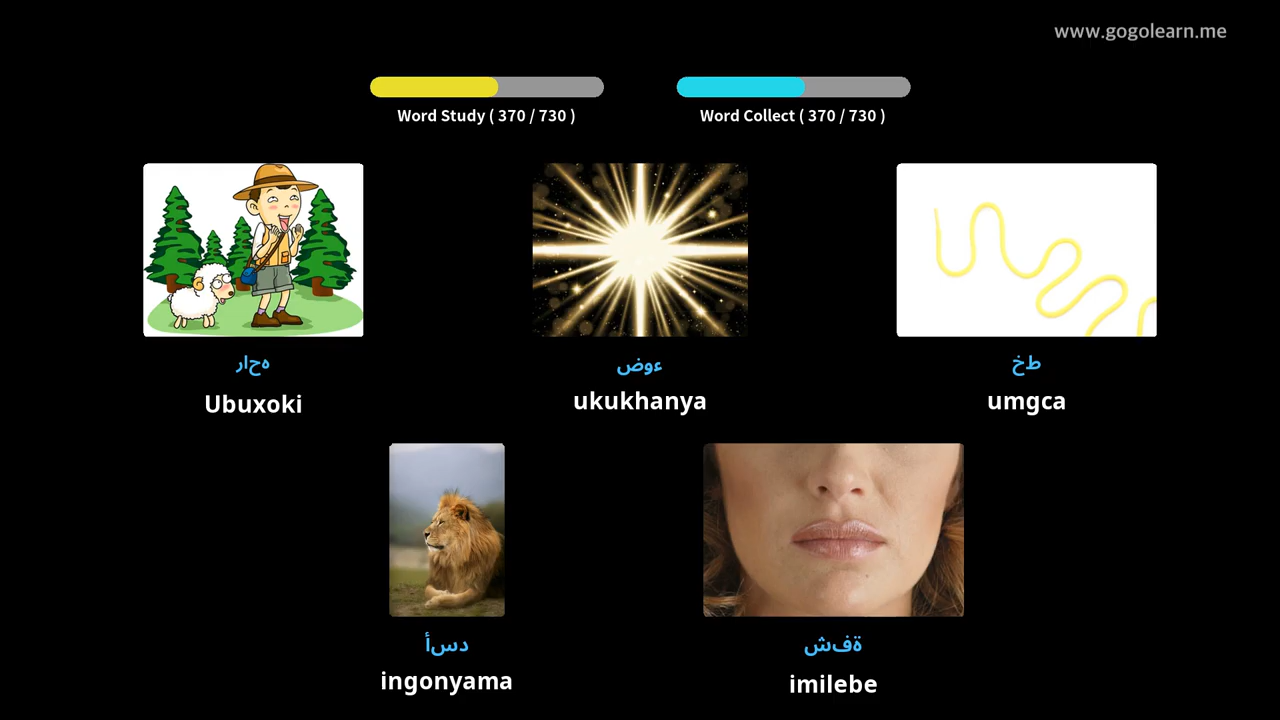 www.gogolearn.me
Word Study ( 370 / 730 )
Word Collect ( 370 / 730 )
هحار
Ubuxoki
ءوض
ukukhanya
طخ
umgca
دسأ
ingonyama
ةفش
imilebe